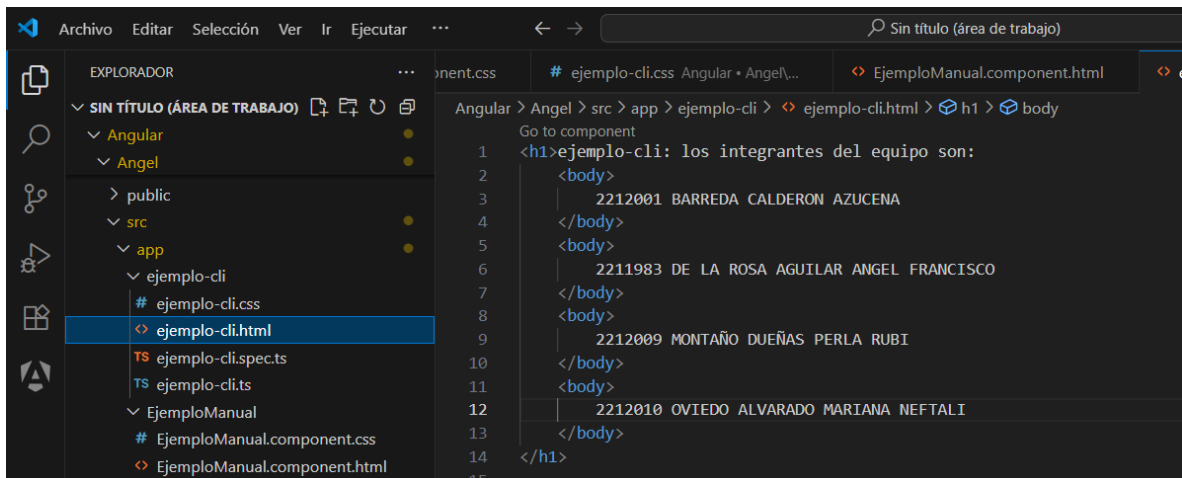 Archivo Editar Selección Ver Ir Ejecutar ··· ← → Sin título (área de trabajo)
EXPLORADOR ···
SIN TÍTULO (ÁREA DE TRABAJO)
Angular
Angel
public
src
app
ejemplo-cli
# ejemplo-cli.css
<> ejemplo-cli.html
TS ejemplo-cli.spec.ts
TS ejemplo-cli.ts
EjemploManual
# EjemploManual.component.css
<> EjemploManual.component.html
onent.css # ejemplo-cli.css Angular • Angel\... <> EjemploManual.component.html <>
Angular > Angel > src > app > ejemplo-cli > <> ejemplo-cli.html > h1 > body
Go to component
1 <h1>ejemplo-cli: los integrantes del equipo son:
2 <body>
3 2212001 BARREDA CALDERON AZUCENA
4 </body>
5 <body>
6 2211983 DE LA ROSA AGUILAR ANGEL FRANCISCO
7 </body>
8 <body>
9 2212009 MONTAÑO DUEÑAS PERLA RUBI
10 </body>
11 <body>
12 2212010 OVIEDO ALVARADO MARIANA NEFTALI
13 </body>
14 </h1>